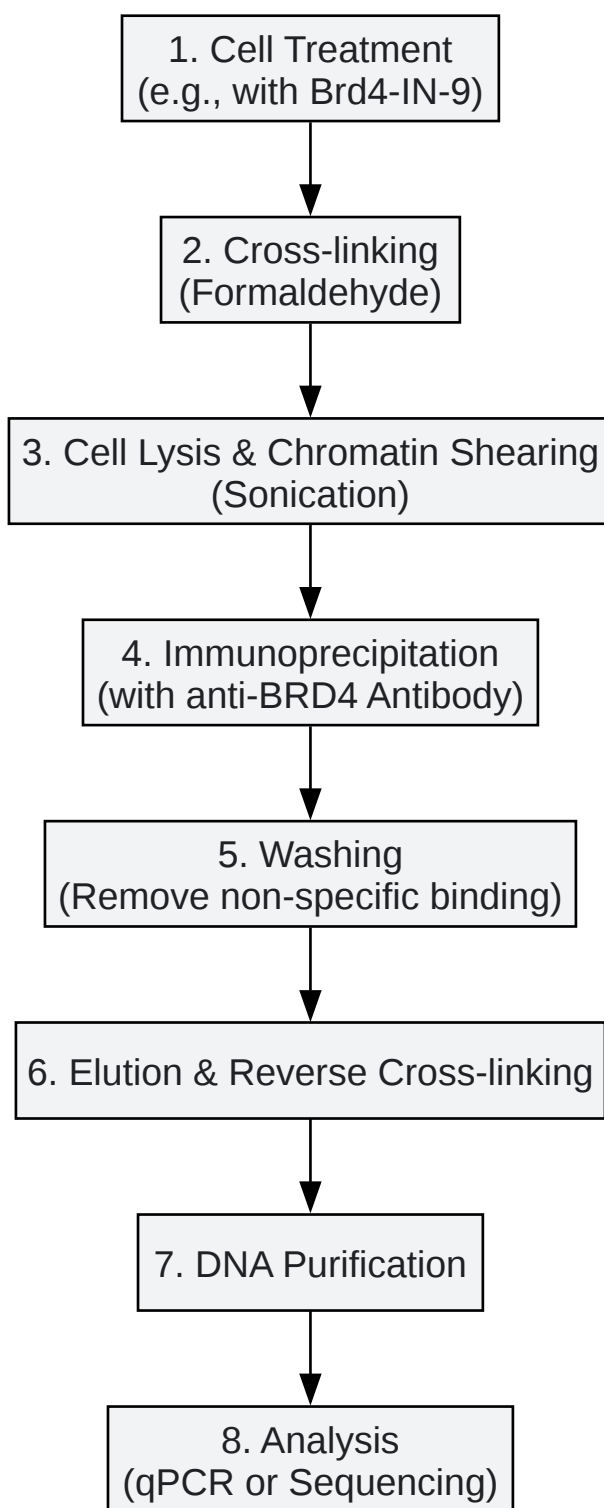 1. Cell Treatment
(e.g., with Brd4-IN-9)
2. Cross-linking
(Formaldehyde)
3. Cell Lysis & Chromatin Shearing
(Sonication)
4. Immunoprecipitation
(with anti-BRD4 Antibody)
5. Washing
(Remove non-specific binding)
6. Elution & Reverse Cross-linking
7. DNA Purification
8. Analysis
(qPCR or Sequencing)